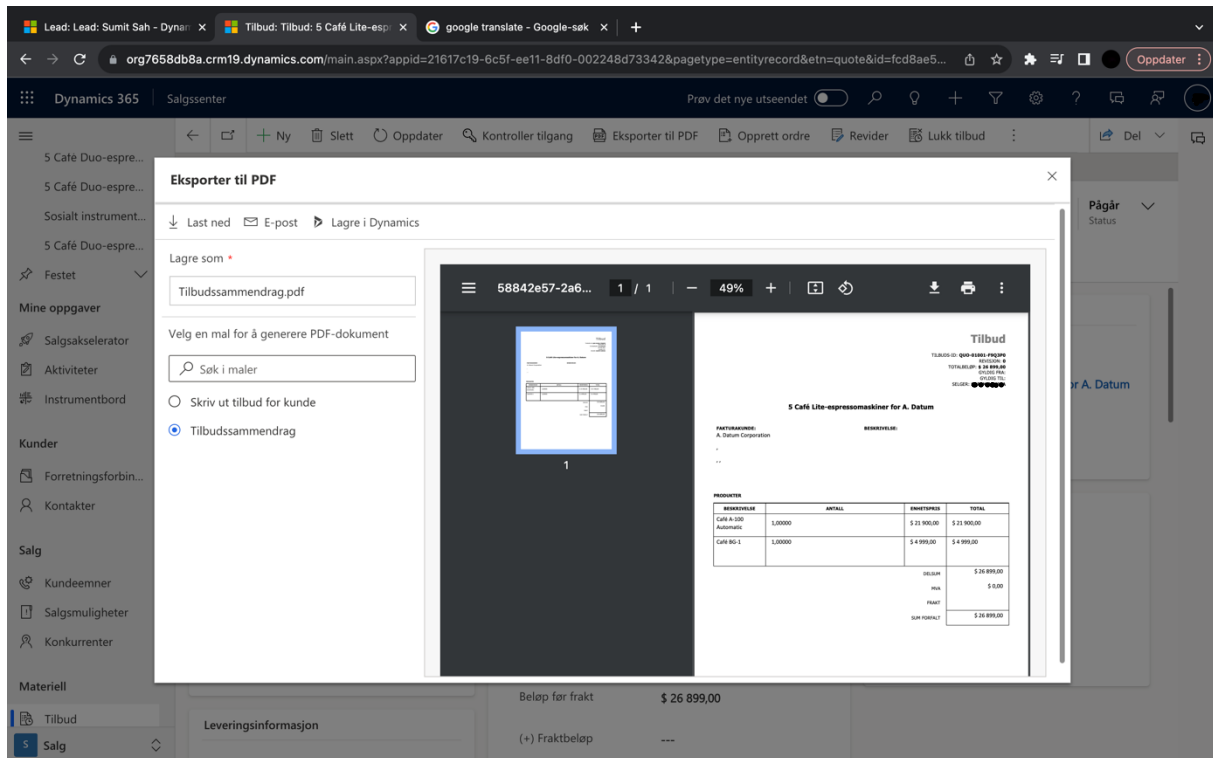 Lead: Lead: Sumit Sah - Dynan
Tilbud: Tilbud: 5 Café Lite-esp
google translate - Google-søk
org7658db8a.crm19.dynamics.com/main.aspx?appid=21617c19-6c5f-ee11-8df0-002248d73342&pagetype=entityrecord&etn=quote&id=fcd8ae5...
Oppdater
Dynamics 365
Salgssenter
Prøv det nye utseendet
Ny
Slett
Oppdater
Kontroller tilgang
Eksporter til PDF
Opprett ordre
Revider
Lukk tilbud
Del
5 Café Duo-espre...
5 Café Duo-espre...
Sosialt instrument...
5 Café Duo-espre...
Festet
Mine oppgaver
Salgsakselerator
Aktiviteter
Instrumentbord
Kunder
Forretningsforbin...
Kontakter
Salg
Kundeemner
Salgsmuligheter
Konkurrenter
Materiell
Tilbud
S Salg
Pågår
Status
or A. Datum
Eksporter til PDF
Last ned
E-post
Lagre i Dynamics
Lagre som *
Tilbudssammendrag.pdf
Velg en mal for å generere PDF-dokument
Søk i maler
Skriv ut tilbud for kunde
Tilbudssammendrag
58842e57-2a6...
1 / 1
49%
1
Tilbud
TILBUDS-ID: QUO-01001-F9Q3P0
REVISJON: 0
TOTALBELØP: $ 26 899,00
GYLDIG FRA:
GYLDIG TIL:
SELGER:
5 Café Lite-espressomaskiner for A. Datum
FAKTURAKUNDE:
A. Datum Corporation
,
, ,
BESKRIVELSE:
PRODUKTER
BESKRIVELSE ANTALL ENHETSPRIS TOTAL
Café A-100 Automatic 1,00000 $ 21 900,00 $ 21 900,00
Café BG-1 1,00000 $ 4 999,00 $ 4 999,00
DELSUM $ 26 899,00
MVA $ 0,00
FRAKT
SUM FORFALT $ 26 899,00
Leveringsinformasjon
Beløp før frakt $ 26 899,00
(+) Fraktbeløp ---